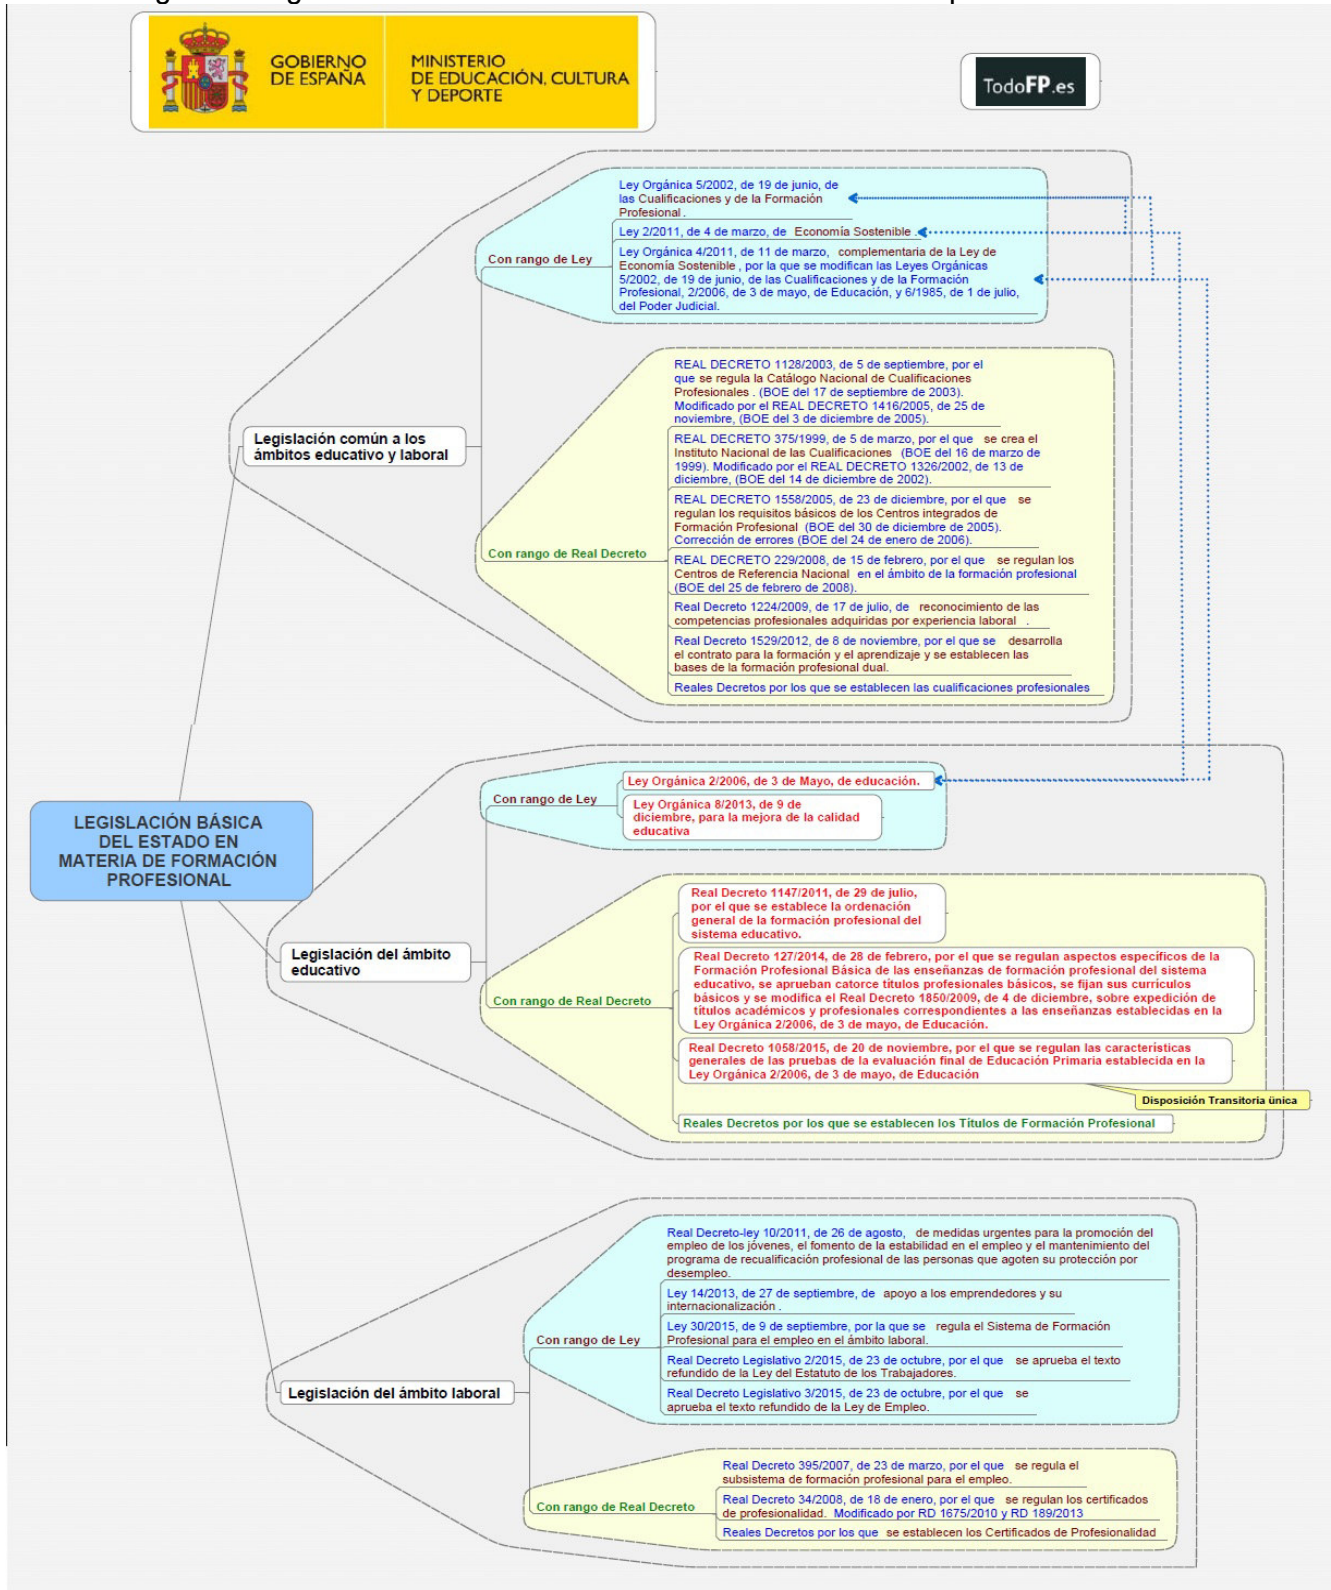 GOBIERNO
DE ESPAÑA
MINISTERIO
DE EDUCACIÓN, CULTURA
Y DEPORTE
TodoFP.es
LEGISLACIÓN BÁSICA
DEL ESTADO EN
MATERIA DE FORMACIÓN
PROFESIONAL
Legislación común a los
ámbitos educativo y laboral
Con rango de Ley
Ley Orgánica 5/2002, de 19 de junio, de
las Cualificaciones y de la Formación
Profesional .
Ley 2/2011, de 4 de marzo, de Economía Sostenible .
Ley Orgánica 4/2011, de 11 de marzo, complementaria de la Ley de
Economía Sostenible , por la que se modifican las Leyes Orgánicas
5/2002, de 19 de junio, de las Cualificaciones y de la Formación
Profesional, 2/2006, de 3 de mayo, de Educación, y 6/1985, de 1 de julio,
del Poder Judicial.
Con rango de Real Decreto
REAL DECRETO 1128/2003, de 5 de septiembre, por el
que se regula la Catálogo Nacional de Cualificaciones
Profesionales . (BOE del 17 de septiembre de 2003).
Modificado por el REAL DECRETO 1416/2005, de 25 de
noviembre, (BOE del 3 de diciembre de 2005).
REAL DECRETO 375/1999, de 5 de marzo, por el que se crea el
Instituto Nacional de las Cualificaciones (BOE del 16 de marzo de
1999). Modificado por el REAL DECRETO 1326/2002, de 13 de
diciembre, (BOE del 14 de diciembre de 2002).
REAL DECRETO 1558/2005, de 23 de diciembre, por el que se
regulan los requisitos básicos de los Centros integrados de
Formación Profesional (BOE del 30 de diciembre de 2005).
Corrección de errores (BOE del 24 de enero de 2006).
REAL DECRETO 229/2008, de 15 de febrero, por el que se regulan los
Centros de Referencia Nacional en el ámbito de la formación profesional
(BOE del 25 de febrero de 2008).
Real Decreto 1224/2009, de 17 de julio, de reconocimiento de las
competencias profesionales adquiridas por experiencia laboral .
Real Decreto 1529/2012, de 8 de noviembre, por el que se desarrolla
el contrato para la formación y el aprendizaje y se establecen las
bases de la formación profesional dual.
Reales Decretos por los que se establecen las cualificaciones profesionales
Legislación del ámbito
educativo
Con rango de Ley
Ley Orgánica 2/2006, de 3 de Mayo, de educación.
Ley Orgánica 8/2013, de 9 de
diciembre, para la mejora de la calidad
educativa
Con rango de Real Decreto
Real Decreto 1147/2011, de 29 de julio,
por el que se establece la ordenación
general de la formación profesional del
sistema educativo.
Real Decreto 127/2014, de 28 de febrero, por el que se regulan aspectos específicos de la
Formación Profesional Básica de las enseñanzas de formación profesional del sistema
educativo, se aprueban catorce títulos profesionales básicos, se fijan sus currículos
básicos y se modifica el Real Decreto 1850/2009, de 4 de diciembre, sobre expedición de
títulos académicos y profesionales correspondientes a las enseñanzas establecidas en la
Ley Orgánica 2/2006, de 3 de mayo, de Educación.
Real Decreto 1058/2015, de 20 de noviembre, por el que se regulan las características
generales de las pruebas de la evaluación final de Educación Primaria establecida en la
Ley Orgánica 2/2006, de 3 de mayo, de Educación
Disposición Transitoria ünica
Reales Decretos por los que se establecen los Títulos de Formación Profesional
Legislación del ámbito laboral
Con rango de Ley
Real Decreto-ley 10/2011, de 26 de agosto, de medidas urgentes para la promoción del
empleo de los jóvenes, el fomento de la estabilidad en el empleo y el mantenimiento del
programa de recualificación profesional de las personas que agoten su protección por
desempleo.
Ley 14/2013, de 27 de septiembre, de apoyo a los emprendedores y su
internacionalización .
Ley 30/2015, de 9 de septiembre, por la que se regula el Sistema de Formación
Profesional para el empleo en el ámbito laboral.
Real Decreto Legislativo 2/2015, de 23 de octubre, por el que se aprueba el texto
refundido de la Ley del Estatuto de los Trabajadores.
Real Decreto Legislativo 3/2015, de 23 de octubre, por el que se
aprueba el texto refundido de la Ley de Empleo.
Con rango de Real Decreto
Real Decreto 395/2007, de 23 de marzo, por el que se regula el
subsistema de formación profesional para el empleo.
Real Decreto 34/2008, de 18 de enero, por el que se regulan los certificados
de profesionalidad. Modificado por RD 1675/2010 y RD 189/2013
Reales Decretos por los que se establecen los Certificados de Profesionalidad